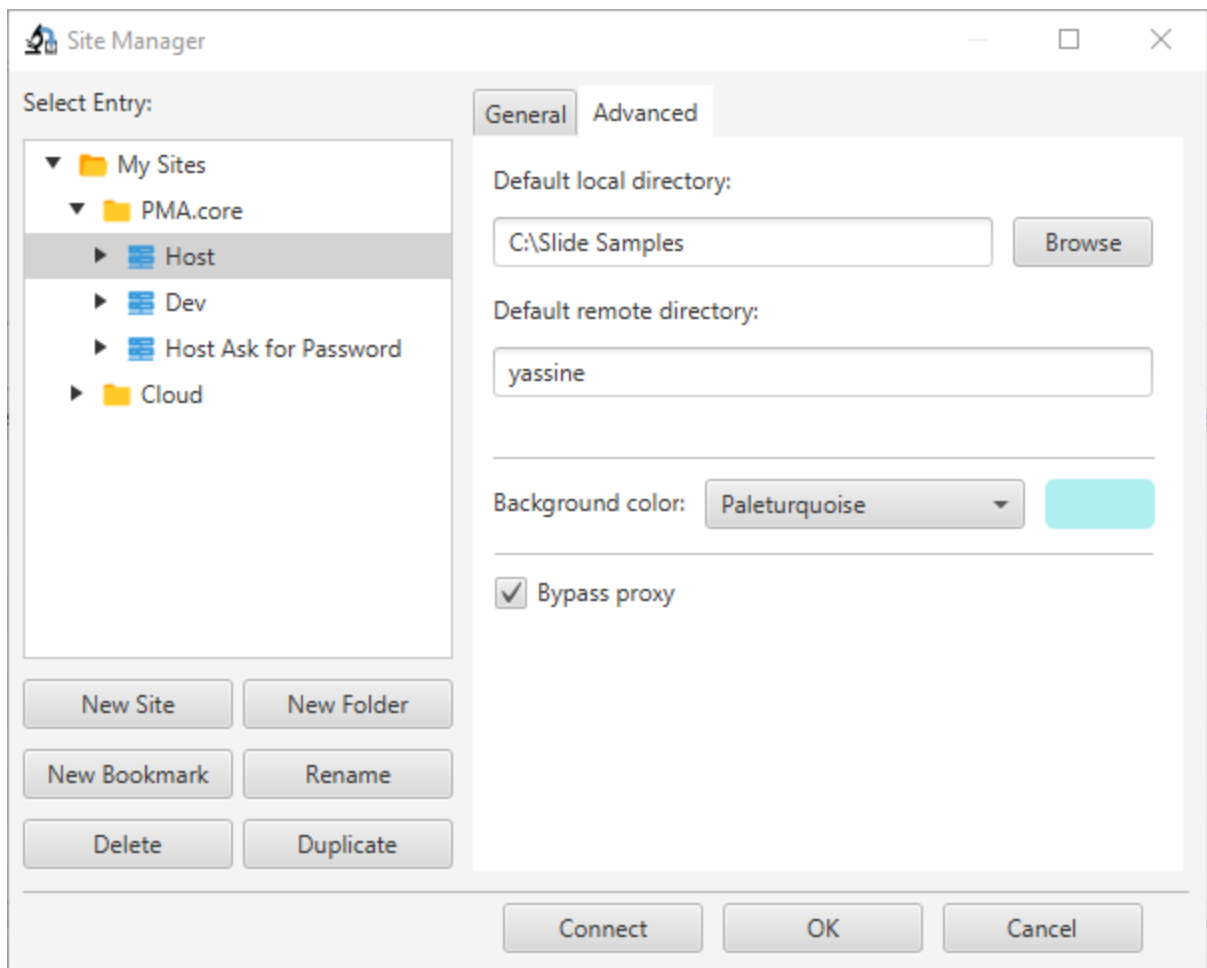 Site Manager
Select Entry:
My Sites
PMA.core
Host
Dev
Host Ask for Password
Cloud
New Site
New Folder
New Bookmark
Rename
Delete
Duplicate
General
Advanced
Default local directory:
C:\Slide Samples
Browse
Default remote directory:
yassine
Background color:
Paleturquoise
Bypass proxy
Connect
OK
Cancel